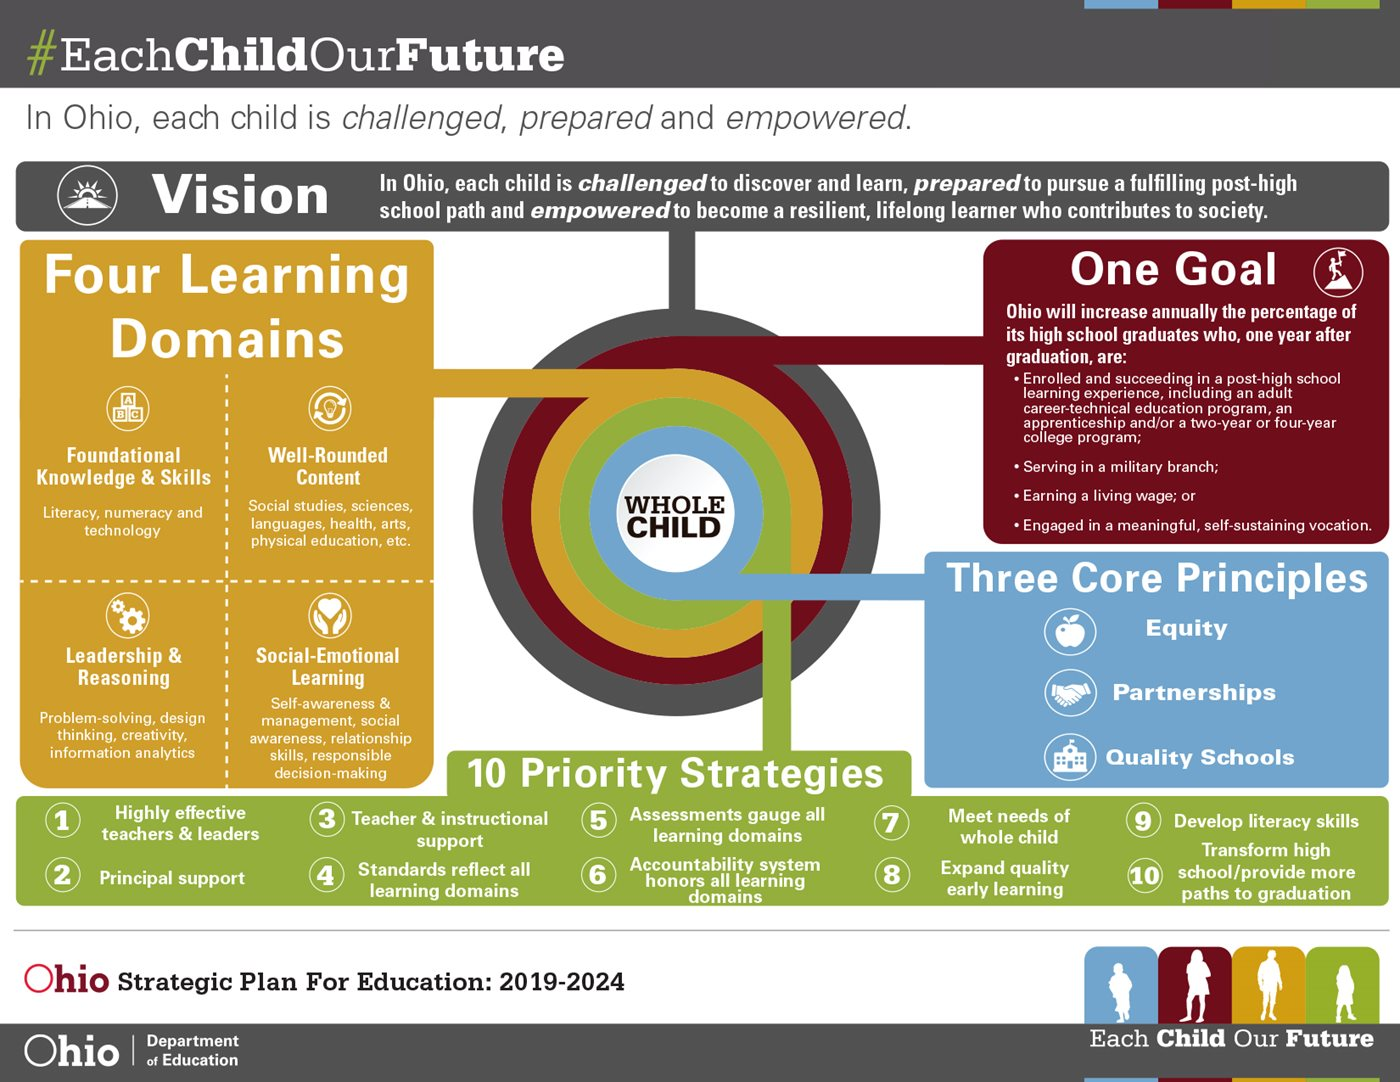 #EachChildOurFuture
In Ohio, each child is challenged, prepared and empowered.
Vision
In Ohio, each child is challenged to discover and learn, prepared to pursue a fulfilling post-high
school path and empowered to become a resilient, lifelong learner who contributes to society.
Four Learning
Domains
A
B C
Foundational
Knowledge & Skills
Literacy, numeracy and
technology
Well-Rounded
Content
Social studies, sciences,
languages, health, arts,
physical education, etc.
Leadership &
Reasoning
Problem-solving, design
thinking, creativity,
information analytics
Social-Emotional
Learning
Self-awareness &
management, social
awareness, relationship
skills, responsible
decision-making
WHOLE
CHILD
One Goal
Ohio will increase annually the percentage of
its high school graduates who, one year after
graduation, are:
• Enrolled and succeeding in a post-high school
learning experience, including an adult
career-technical education program, an
apprenticeship and/or a two-year or four-year
college program;
• Serving in a military branch;
• Earning a living wage; or
• Engaged in a meaningful, self-sustaining vocation.
Three Core Principles
Equity
Partnerships
Quality Schools
10 Priority Strategies
1 Highly effective
teachers & leaders
2 Principal support
3 Teacher & instructional
support
4 Standards reflect all
learning domains
5 Assessments gauge all
learning domains
6 Accountability system
honors all learning
domains
7 Meet needs of
whole child
8 Expand quality
early learning
9 Develop literacy skills
10 Transform high
school/provide more
paths to graduation
Ohio Strategic Plan For Education: 2019-2024
Ohio Department
of Education
Each Child Our Future